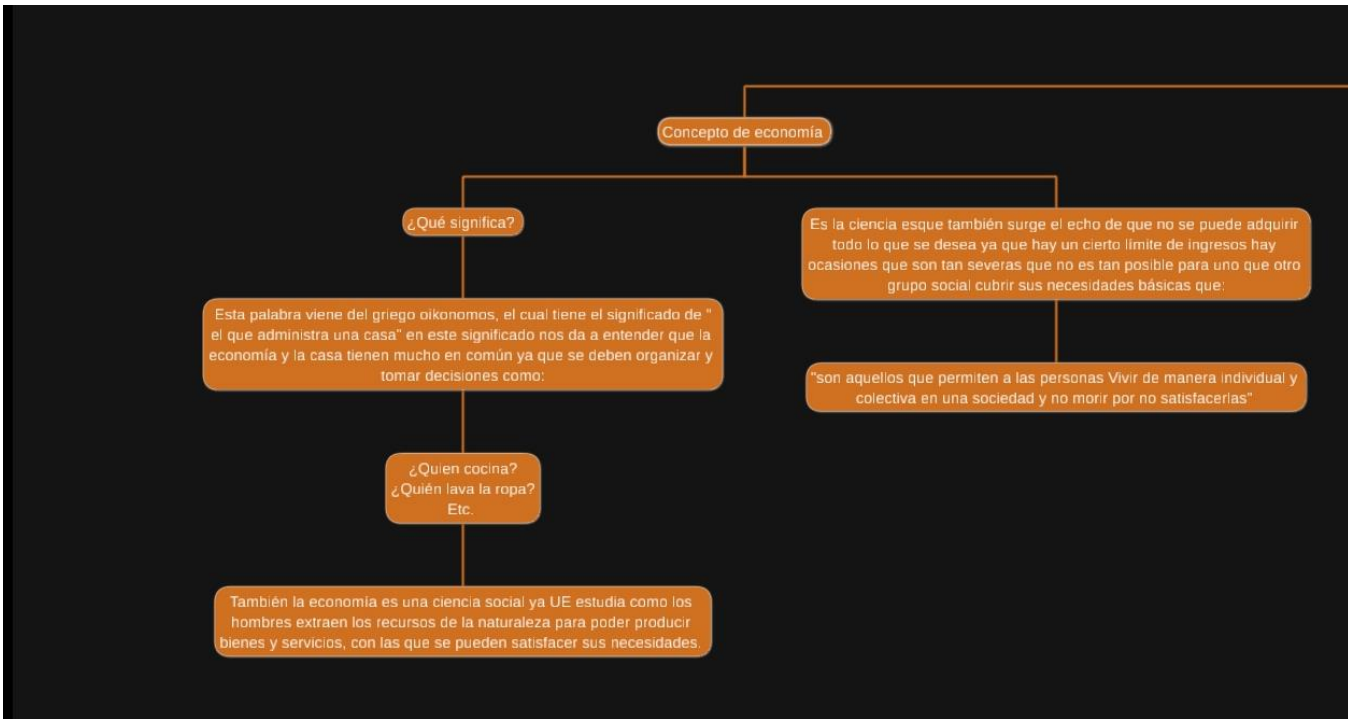 Concepto de economía
¿Qué significa?
Esta palabra viene del griego oikonomos, el cual tiene el significado de "
el que administra una casa" en este significado nos da a entender que la
economía y la casa tienen mucho en común ya que se deben organizar y
tomar decisiones como:
¿Quien cocina?
¿Quién lava la ropa?
Etc.
También la economía es una ciencia social ya UE estudia como los
hombres extraen los recursos de la naturaleza para poder producir
bienes y servicios, con las que se pueden satisfacer sus necesidades.
Es la ciencia esque también surge el echo de que no se puede adquirir
todo lo que se desea ya que hay un cierto límite de ingresos hay
ocasiones que son tan severas que no es tan posible para uno que otro
grupo social cubrir sus necesidades básicas que:
"son aquellos que permiten a las personas Vivir de manera individual y
colectiva en una sociedad y no morir por no satisfacerlas"